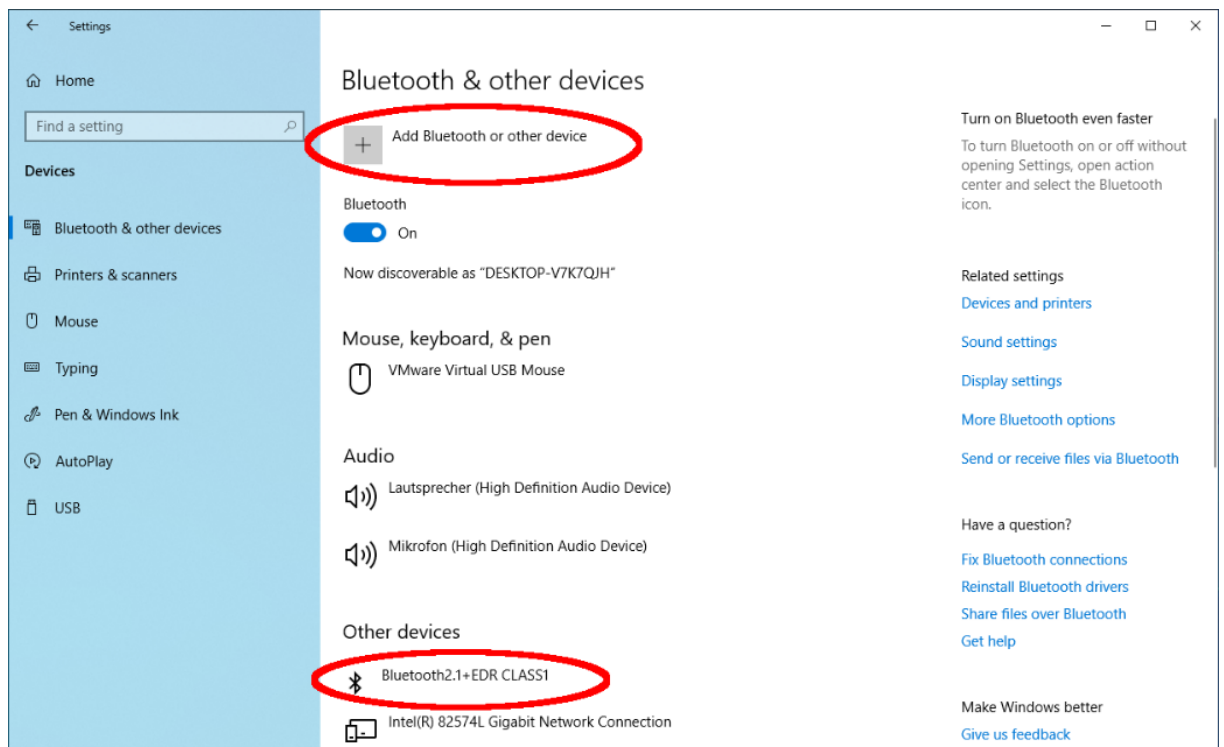 Settings
Home
Find a setting
Devices
Bluetooth & other devices
Printers & scanners
Mouse
Typing
Pen & Windows Ink
AutoPlay
USB
Bluetooth & other devices
Add Bluetooth or other device
Bluetooth
On
Now discoverable as “DESKTOP-V7K7QJH”
Mouse, keyboard, & pen
VMware Virtual USB Mouse
Audio
Lautsprecher (High Definition Audio Device)
Mikrofon (High Definition Audio Device)
Other devices
Bluetooth2.1+EDR CLASS1
Intel(R) 82574L Gigabit Network Connection
Turn on Bluetooth even faster
To turn Bluetooth on or off without
opening Settings, open action
center and select the Bluetooth
icon.
Related settings
Devices and printers
Sound settings
Display settings
More Bluetooth options
Send or receive files via Bluetooth
Have a question?
Fix Bluetooth connections
Reinstall Bluetooth drivers
Share files over Bluetooth
Get help
Make Windows better
Give us feedback